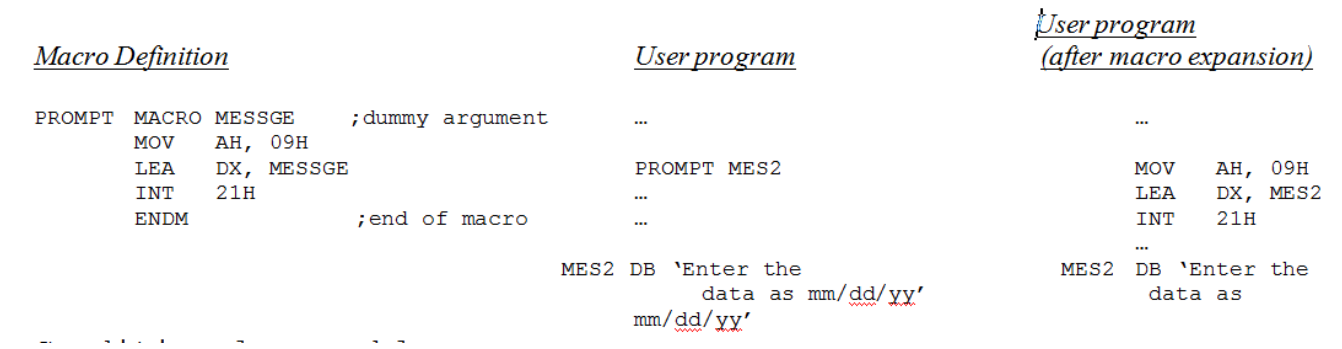 Macro Definition
User program
User program
(after macro expansion)
PROMPT MACRO MESSGE ;dummy argument
MOV AH, 09H
LEA DX, MESSGE
INT 21H
ENDM ;end of macro
…
PROMPT MES2
…
…
MES2 DB ‘Enter the
data as mm/dd/yy’
mm/dd/yy’
…
MOV AH, 09H
LEA DX, MES2
INT 21H
…
MES2 DB ‘Enter the
data as